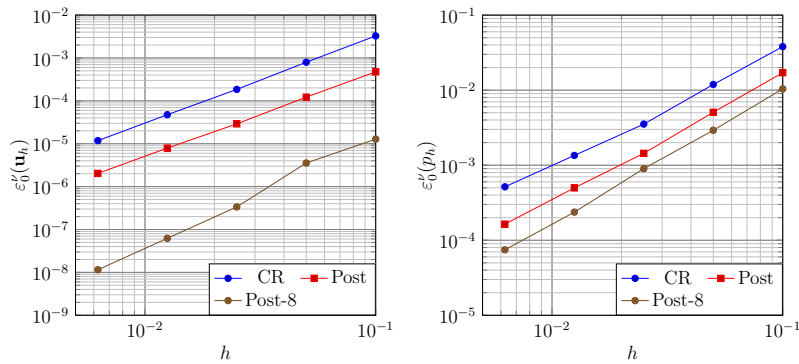 10⁻²
10⁻³
10⁻⁴
10⁻⁵
10⁻⁶
10⁻⁷
10⁻⁸
10⁻⁹
10⁻²
10⁻¹
h
ε₀^ν(𝐮_h)
CR
Post
Post-8
10⁻¹
10⁻²
10⁻³
10⁻⁴
10⁻⁵
10⁻²
10⁻¹
h
ε₀^ν(p_h)
CR
Post
Post-8